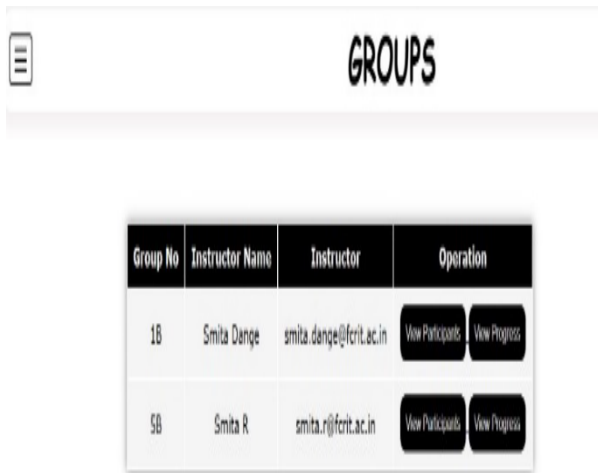 GROUPS
Group No Instructor Name Instructor Operation
1B Smita Dange smita.dange@fcrit.ac.in View Participants View Progress
5B Smita R smita.r@fcrit.ac.in View Participants View Progress